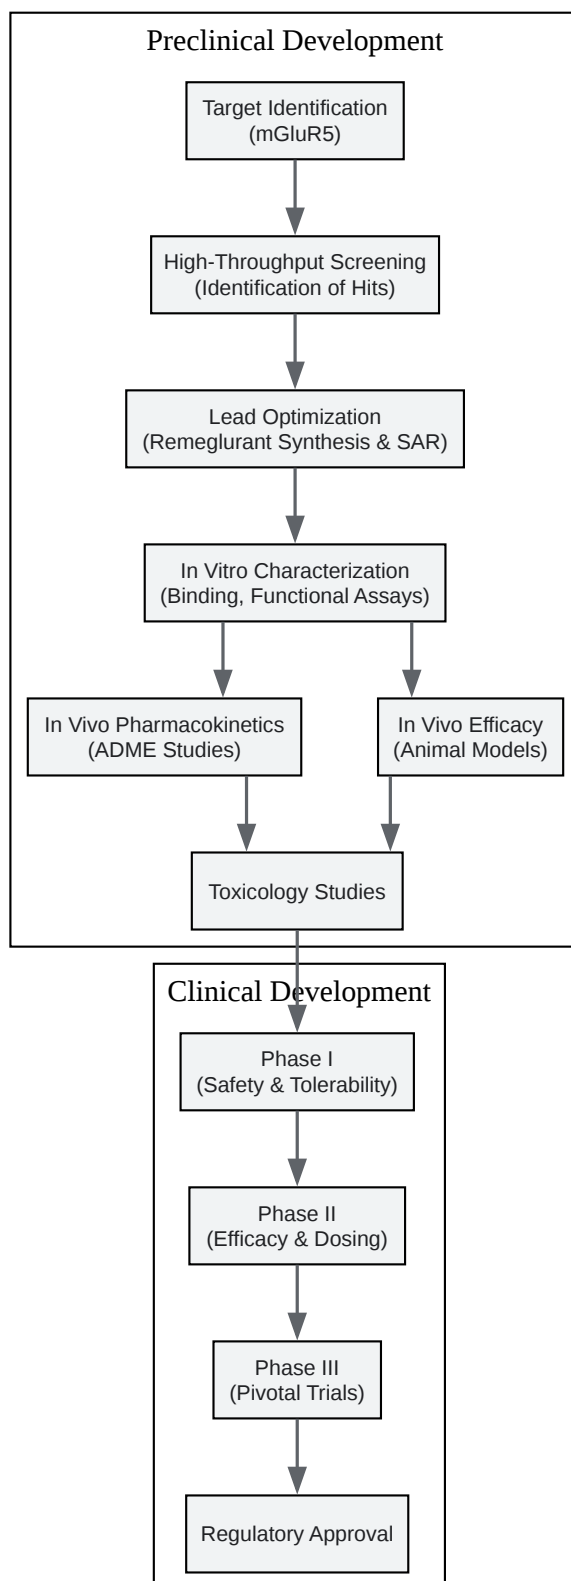 Preclinical Development
Target Identification
(mGluR5)
High-Throughput Screening
(Identification of Hits)
Lead Optimization
(Remeglurant Synthesis & SAR)
In Vitro Characterization
(Binding, Functional Assays)
In Vivo Pharmacokinetics
(ADME Studies)
In Vivo Efficacy
(Animal Models)
Toxicology Studies
Clinical Development
Phase I
(Safety & Tolerability)
Phase II
(Efficacy & Dosing)
Phase III
(Pivotal Trials)
Regulatory Approval